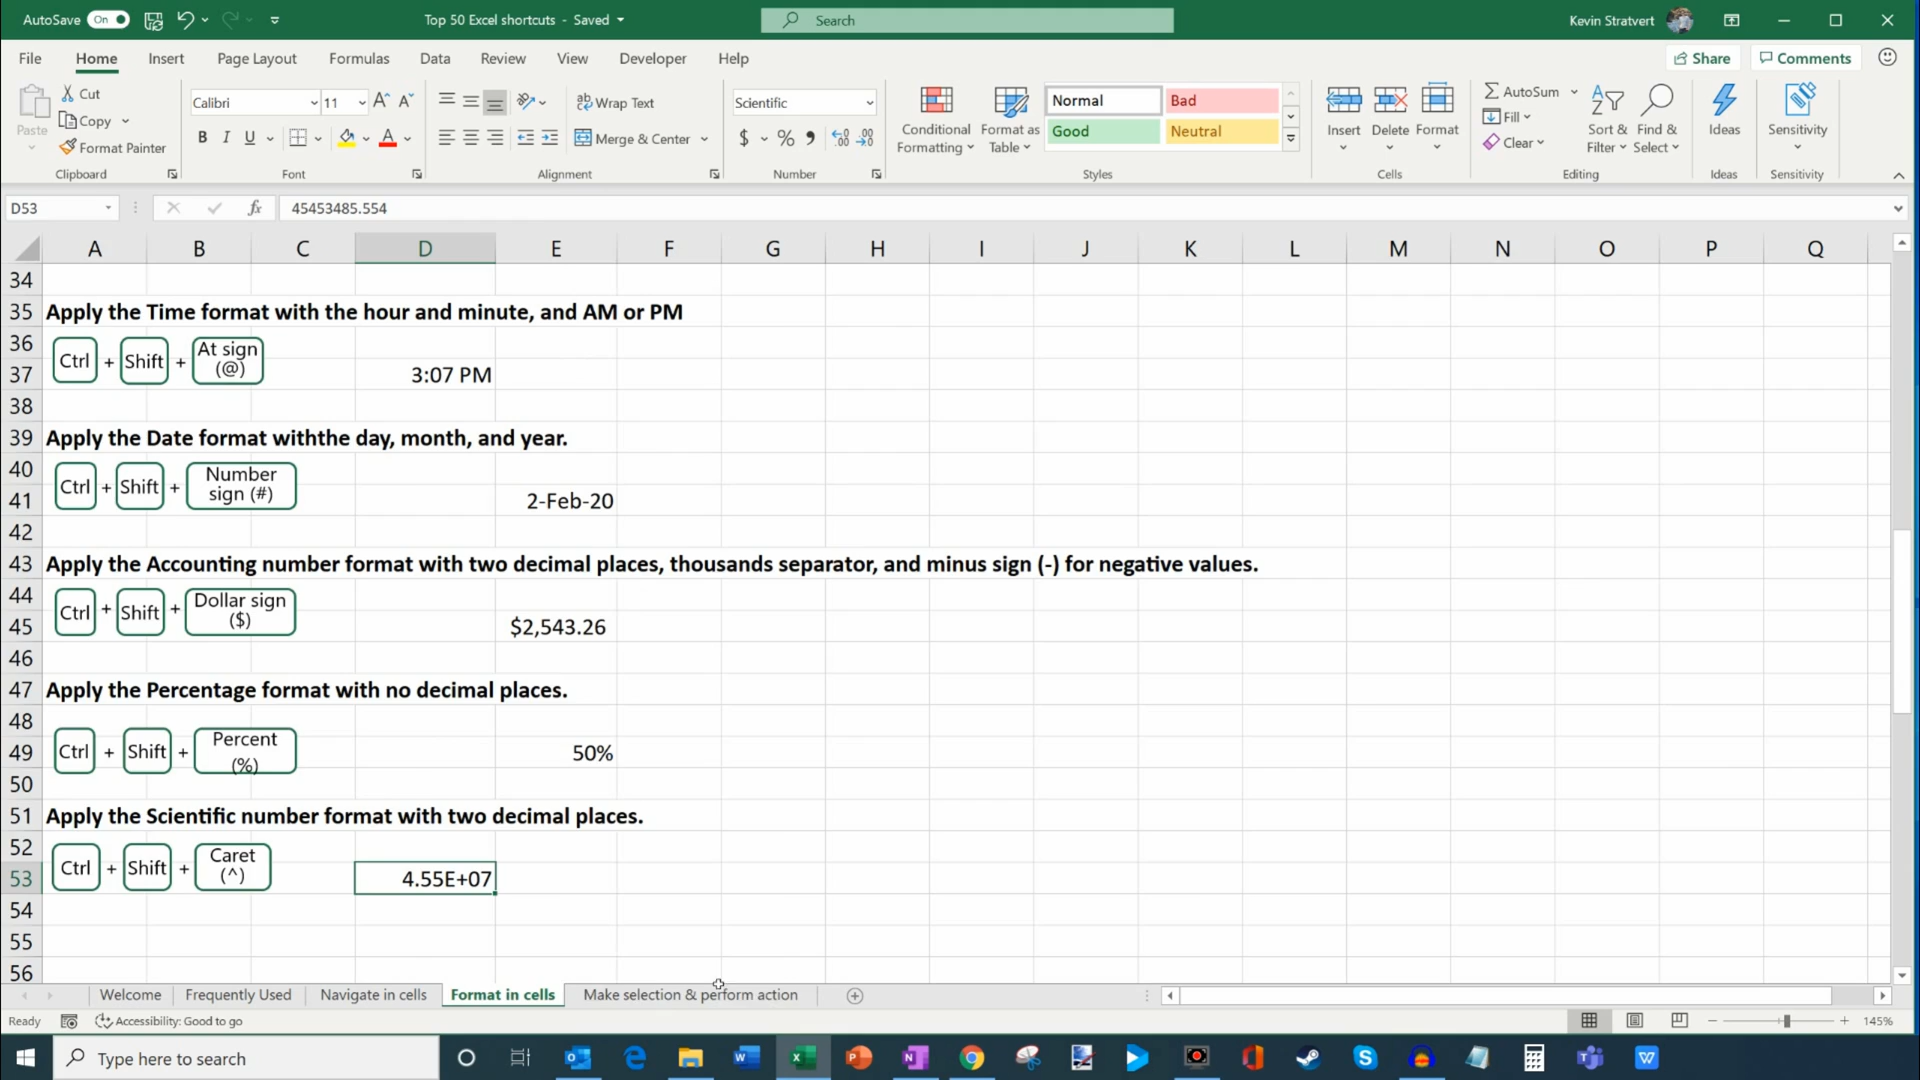 AutoSave On Top 50 Excel shortcuts - Saved Search Kevin Stratvert
File Home Insert Page Layout Formulas Data Review View Developer Help Share Comments
Paste Cut Copy Format Painter Clipboard
Calibri 11 B I U A Font
Wrap Text Merge & Center Alignment
Scientific $ % Number
Conditional Formatting Format as Table Normal Bad Good Neutral Styles
Insert Delete Format Cells
AutoSum Fill Clear Sort & Filter Find & Select Editing
Ideas Ideas
Sensitivity Sensitivity
D53 fx 45453485.554
A B C D E F G H I J K L M N O P Q
34
35 Apply the Time format with the hour and minute, and AM or PM
36 Ctrl + Shift + At sign (@)
37 3:07 PM
38
39 Apply the Date format withthe day, month, and year.
40 Ctrl + Shift + Number sign (#)
41 2-Feb-20
42
43 Apply the Accounting number format with two decimal places, thousands separator, and minus sign (-) for negative values.
44 Ctrl + Shift + Dollar sign ($)
45 $2,543.26
46
47 Apply the Percentage format with no decimal places.
48
49 Ctrl + Shift + Percent (%) 50%
50
51 Apply the Scientific number format with two decimal places.
52 Ctrl + Shift + Caret (^)
53 4.55E+07
54
55
56
Welcome Frequently Used Navigate in cells Format in cells Make selection & perform action
Ready Accessibility: Good to go 145%
Type here to search